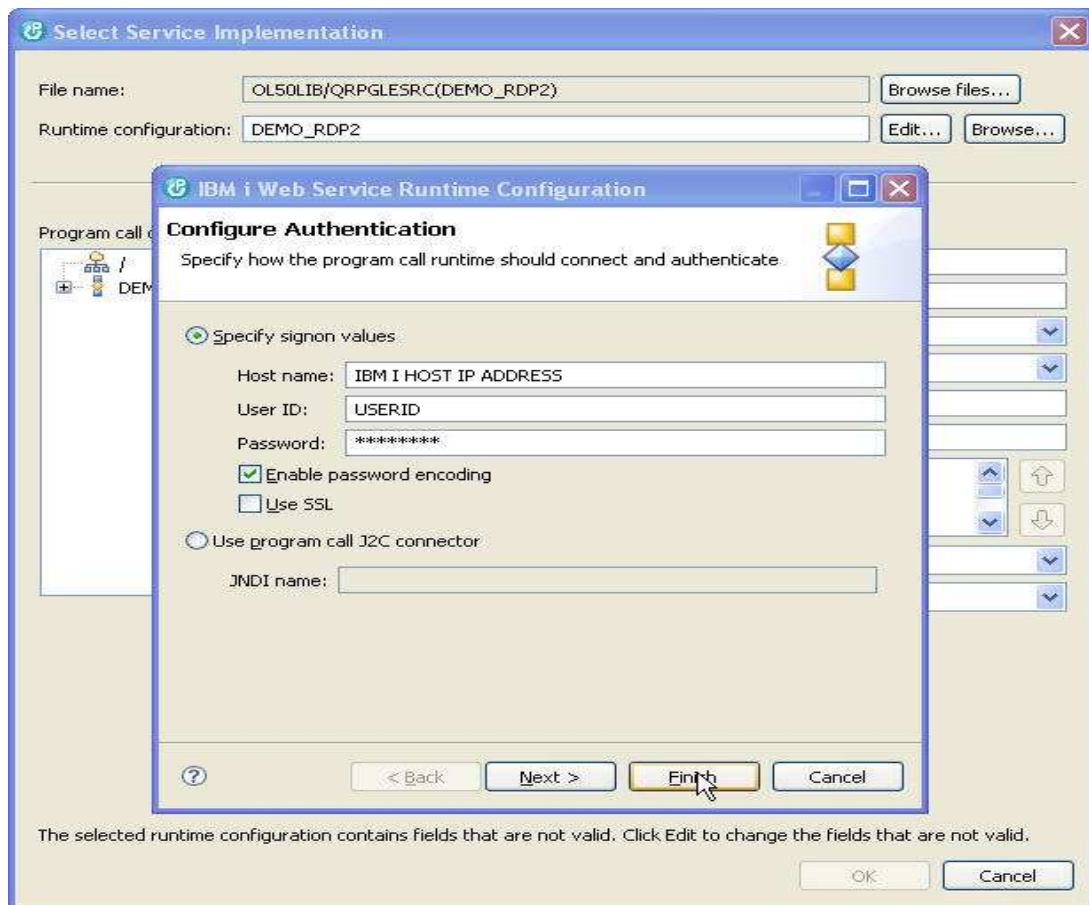 Select Service Implementation
File name: OL50LIB/QRPGLESRC(DEMO_RDP2) Browse files...
Runtime configuration: DEMO_RDP2 Edit... Browse...
IBM i Web Service Runtime Configuration
Program call
Configure Authentication
Specify how the program call runtime should connect and authenticate
/
DEM
Specify signon values
Host name: IBM I HOST IP ADDRESS
User ID: USERID
Password: ********
Enable password encoding
Use SSL
Use program call J2C connector
JNDI name:
< Back Next > Finish Cancel
The selected runtime configuration contains fields that are not valid. Click Edit to change the fields that are not valid.
OK Cancel